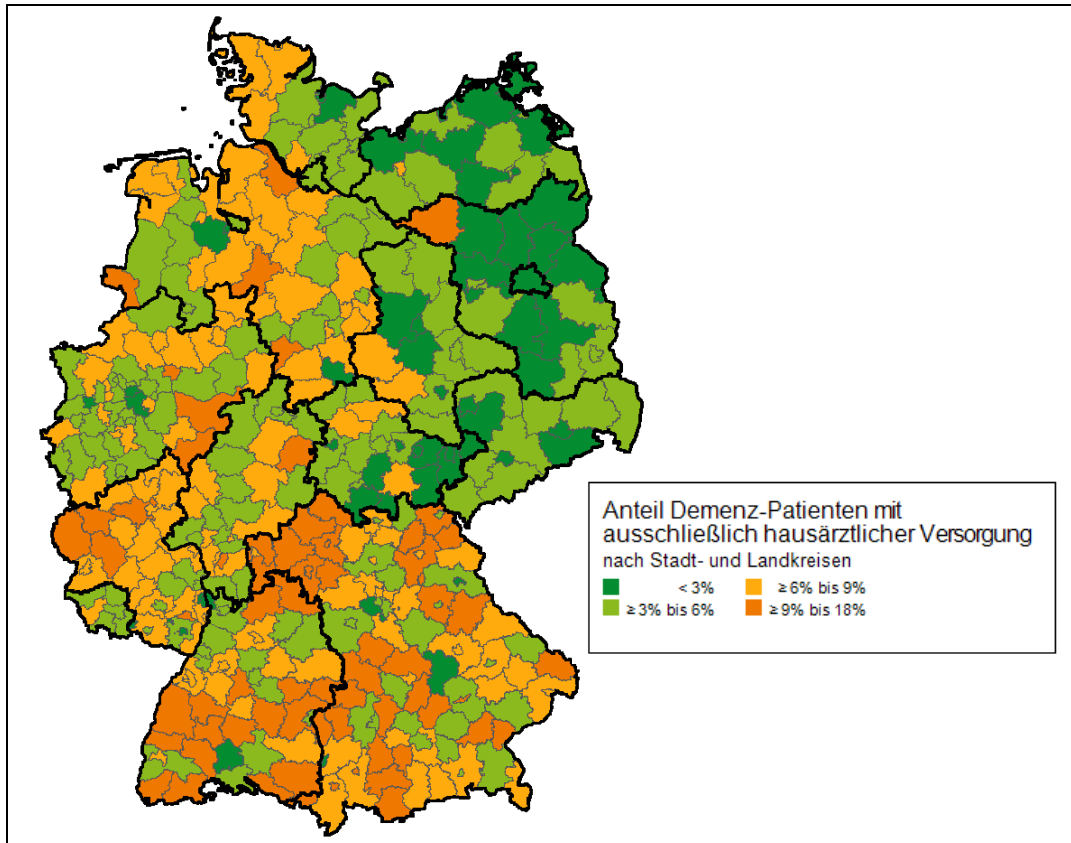 Anteil Demenz-Patienten mit
ausschließlich hausärztlicher Versorgung
nach Stadt- und Landkreisen
< 3% ≥ 6% bis 9%
≥ 3% bis 6% ≥ 9% bis 18%